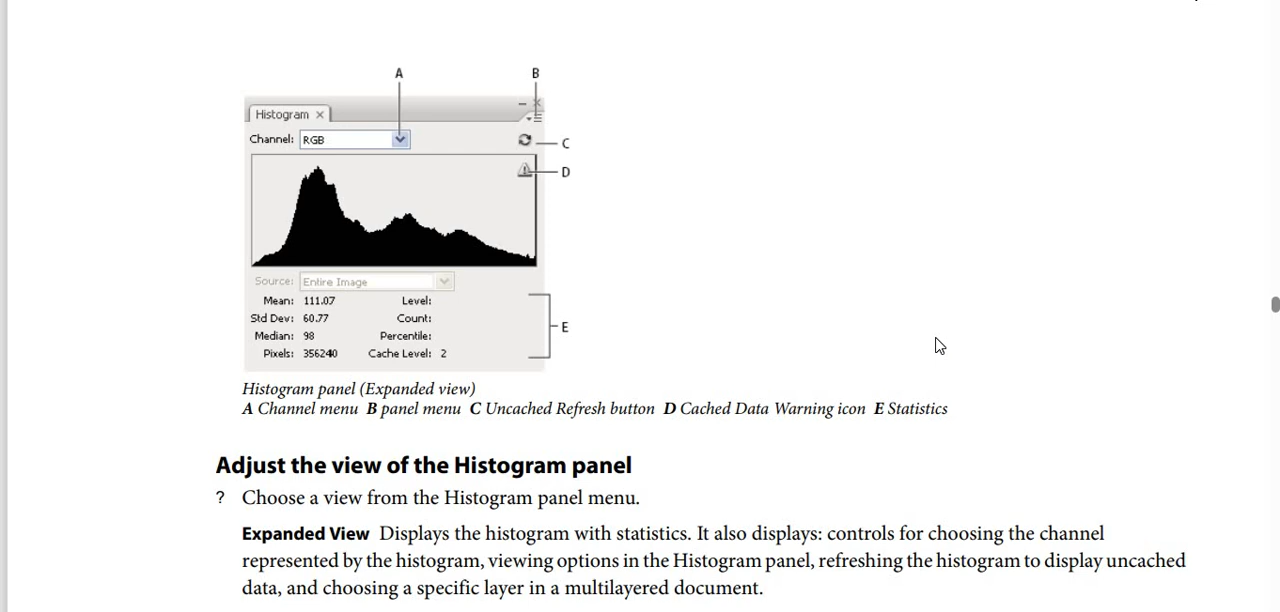 A
B
Histogram
Channel: RGB
C
D
Source: Entire Image
Mean: 111.07 Level:
Std Dev: 60.77 Count:
E
Median: 98 Percentile:
Pixels: 356240 Cache Level: 2
Histogram panel (Expanded view)
A Channel menu B panel menu C Uncached Refresh button D Cached Data Warning icon E Statistics
Adjust the view of the Histogram panel
? Choose a view from the Histogram panel menu.
Expanded View Displays the histogram with statistics. It also displays: controls for choosing the channel
represented by the histogram, viewing options in the Histogram panel, refreshing the histogram to display uncached
data, and choosing a specific layer in a multilayered document.